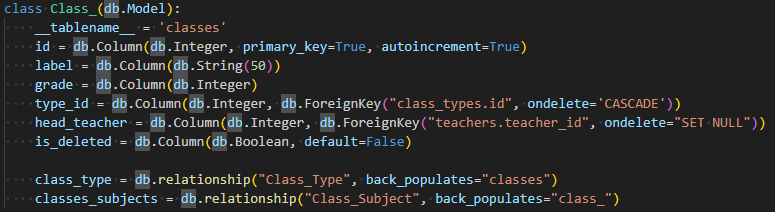 class Class_(db.Model):
    __tablename__ = 'classes'
    id = db.Column(db.Integer, primary_key=True, autoincrement=True)
    label = db.Column(db.String(50))
    grade = db.Column(db.Integer)
    type_id = db.Column(db.Integer, db.ForeignKey("class_types.id", ondelete='CASCADE'))
    head_teacher = db.Column(db.Integer, db.ForeignKey("teachers.teacher_id", ondelete="SET NULL"))
    is_deleted = db.Column(db.Boolean, default=False)

    class_type = db.relationship("Class_Type", back_populates="classes")
    classes_subjects = db.relationship("Class_Subject", back_populates="class_")